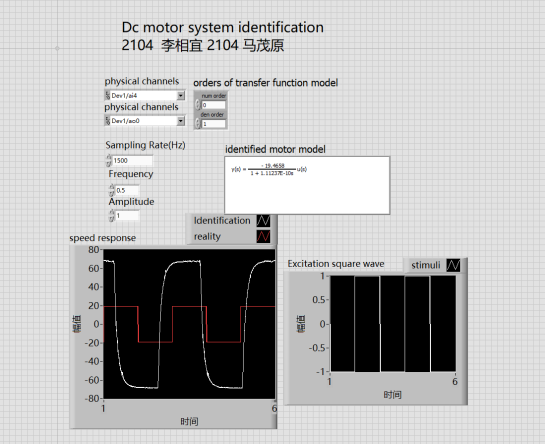 Dc motor system identification
2104 李相宜 2104 马茂原
physical channels
Dev1/ai4
physical channels
Dev1/ao0
orders of transfer function model
num order
0
den order
1
Sampling Rate(Hz)
1500
Frequency
0.5
Amplitude
1
identified motor model
y(s) = -19.4658 / 1 + 1.11237E-10s u(s)
Identification
reality
speed response
80
60
40
20
0
-20
-40
-60
-80
幅值
1
6
时间
Excitation square wave
stimuli
1
0.5
0
-0.5
-1
幅值
1
6
时间